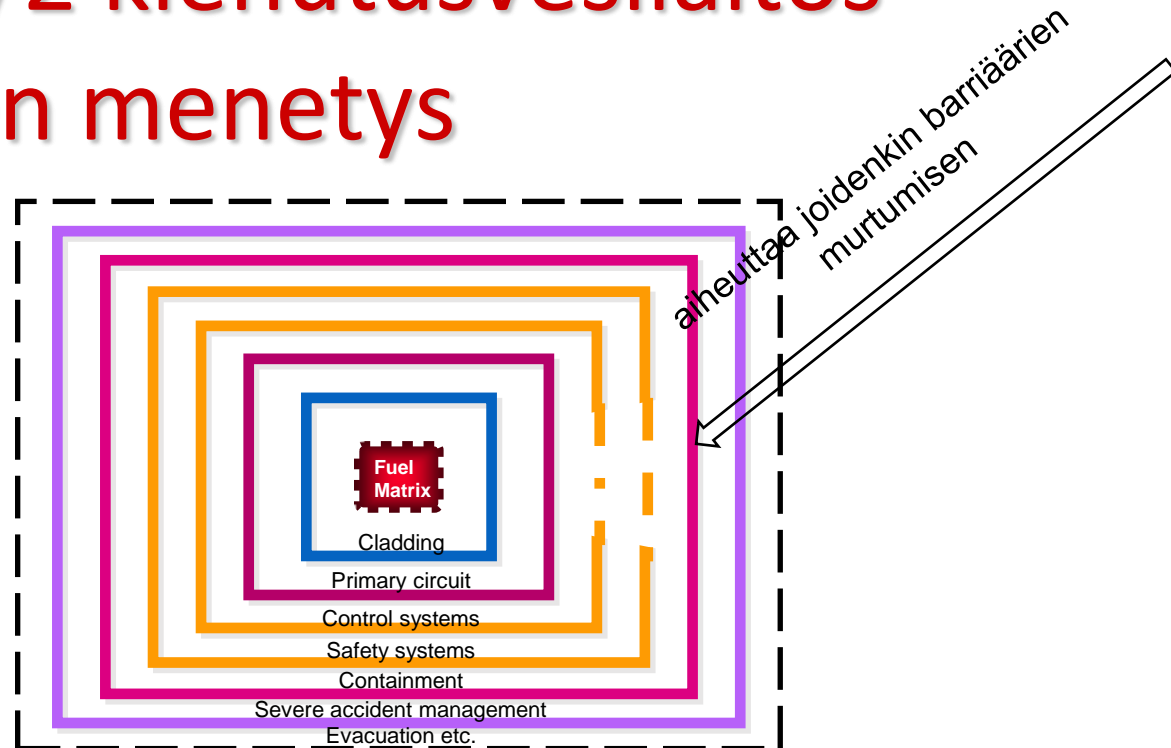 kiehutusvesilaitos
n menetys
aiheuttaa joidenkin barriäärien
murtumisen
Fuel
Matrix
Cladding
Primary circuit
Control systems
Safety systems
Containment
Severe accident management
Evacuation etc.